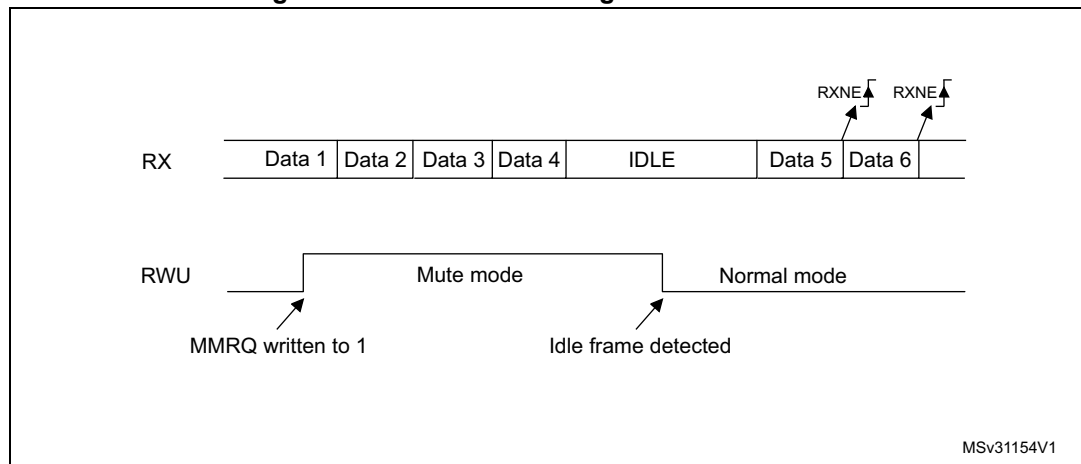 RXNE RXNE
RX Data 1 Data 2 Data 3 Data 4 IDLE Data 5 Data 6
RWU Mute mode Normal mode
MMRQ written to 1 Idle frame detected
MSv31154V1